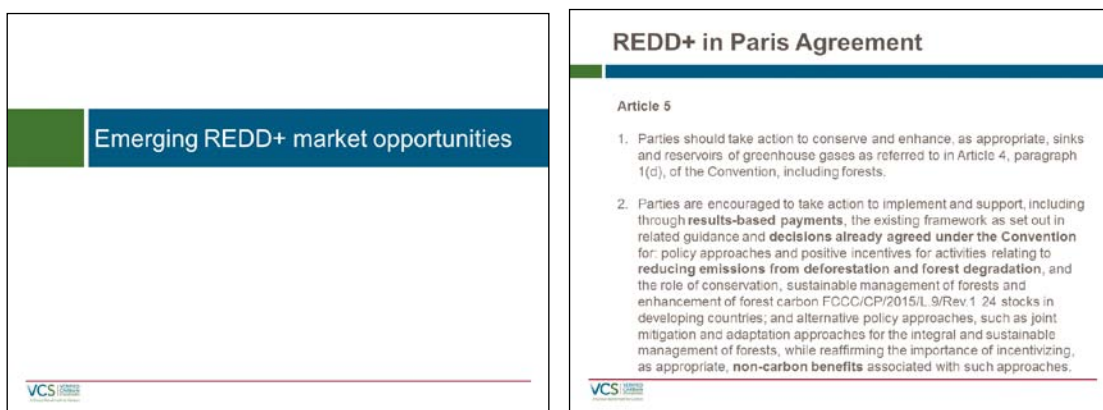 Emerging REDD+ market opportunities
VCS
REDD+ in Paris Agreement
Article 5
1. Parties should take action to conserve and enhance, as appropriate, sinks
and reservoirs of greenhouse gases as referred to in Article 4, paragraph
1(d), of the Convention, including forests.
2. Parties are encouraged to take action to implement and support, including
through results-based payments, the existing framework as set out in
related guidance and decisions already agreed under the Convention
for: policy approaches and positive incentives for activities relating to
reducing emissions from deforestation and forest degradation, and
the role of conservation, sustainable management of forests and
enhancement of forest carbon FCCC/CP/2015/L.9/Rev.1 24 stocks in
developing countries; and alternative policy approaches, such as joint
mitigation and adaptation approaches for the integral and sustainable
management of forests, while reaffirming the importance of incentivizing,
as appropriate, non-carbon benefits associated with such approaches.
VCS